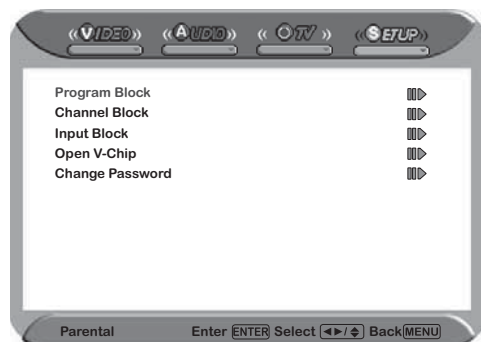 VIDEO AUDIO TV SETUP
Program Block
Channel Block
Input Block
Open V-Chip
Change Password
Parental Enter ENTER Select ◄►/▲▼ Back MENU